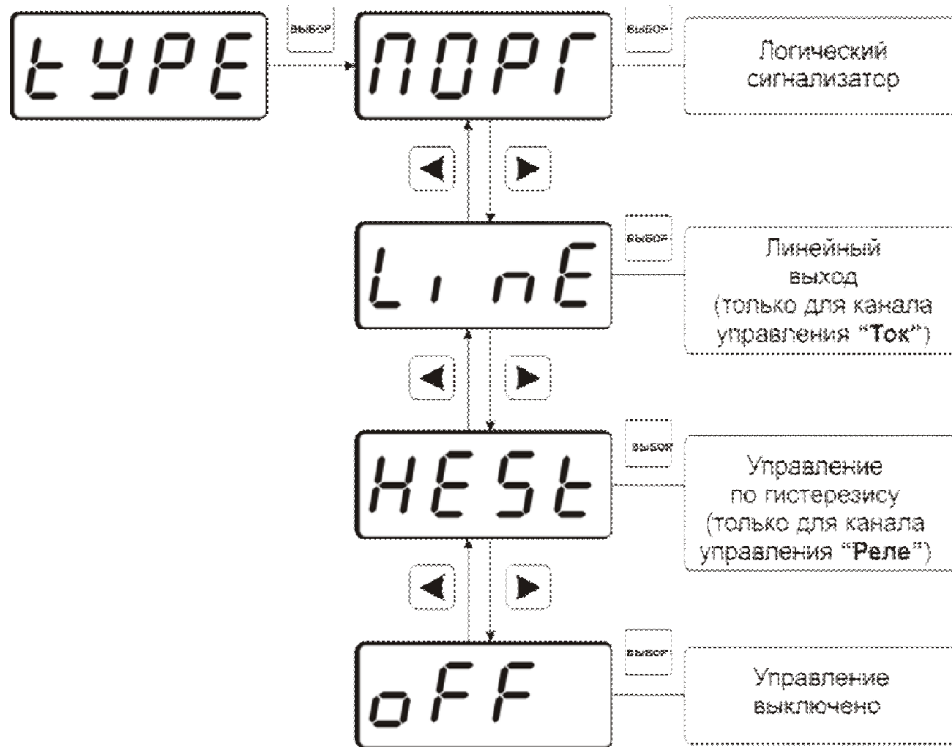 tYPE
ВЫБОР
ПОРГ
ВЫБОР
Логический
сигнализатор
LinE
ВЫБОР
Линейный
выход
(только для канала
управления “Ток”)
HESt
ВЫБОР
Управление
по гистерезису
(только для канала
управления “Реле”)
oFF
ВЫБОР
Управление
выключено